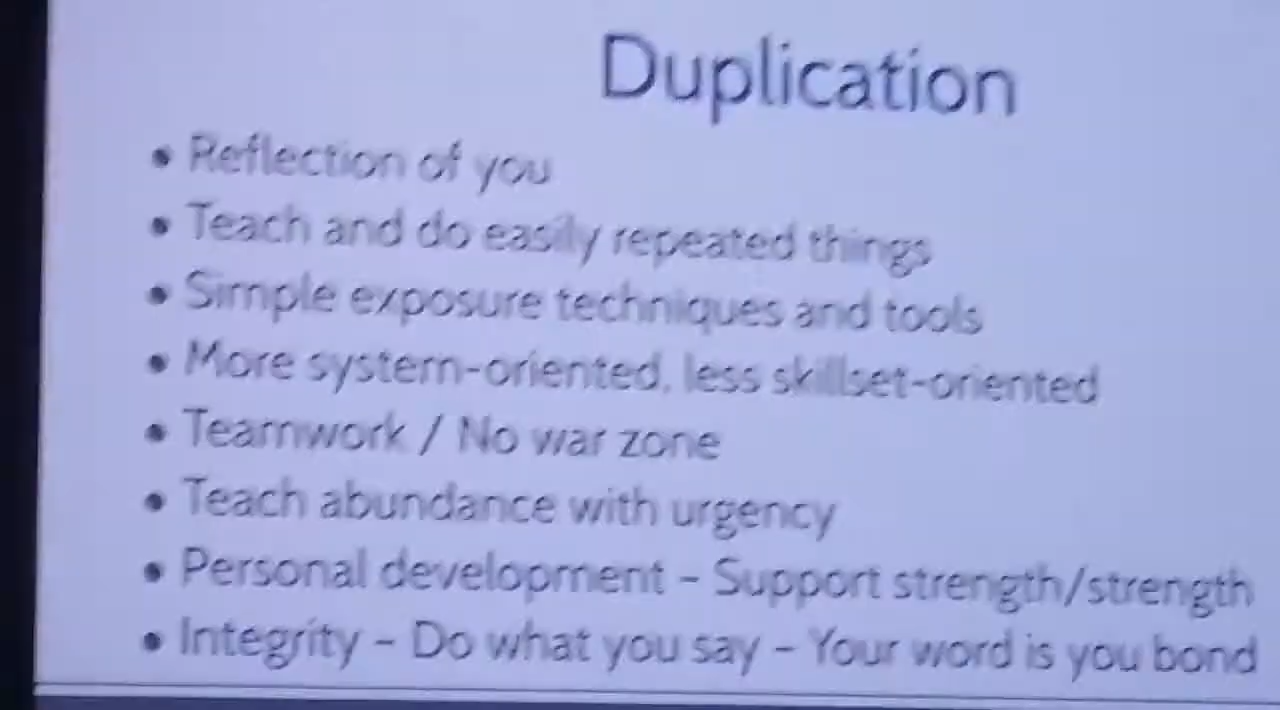 Duplication
• Reflection of you
• Teach and do easily repeated things
• Simple exposure techniques and tools
• More system-oriented, less skillset-oriented
• Teamwork / No war zone
• Teach abundance with urgency
• Personal development – Support strength/strength
• Integrity – Do what you say – Your word is you bond